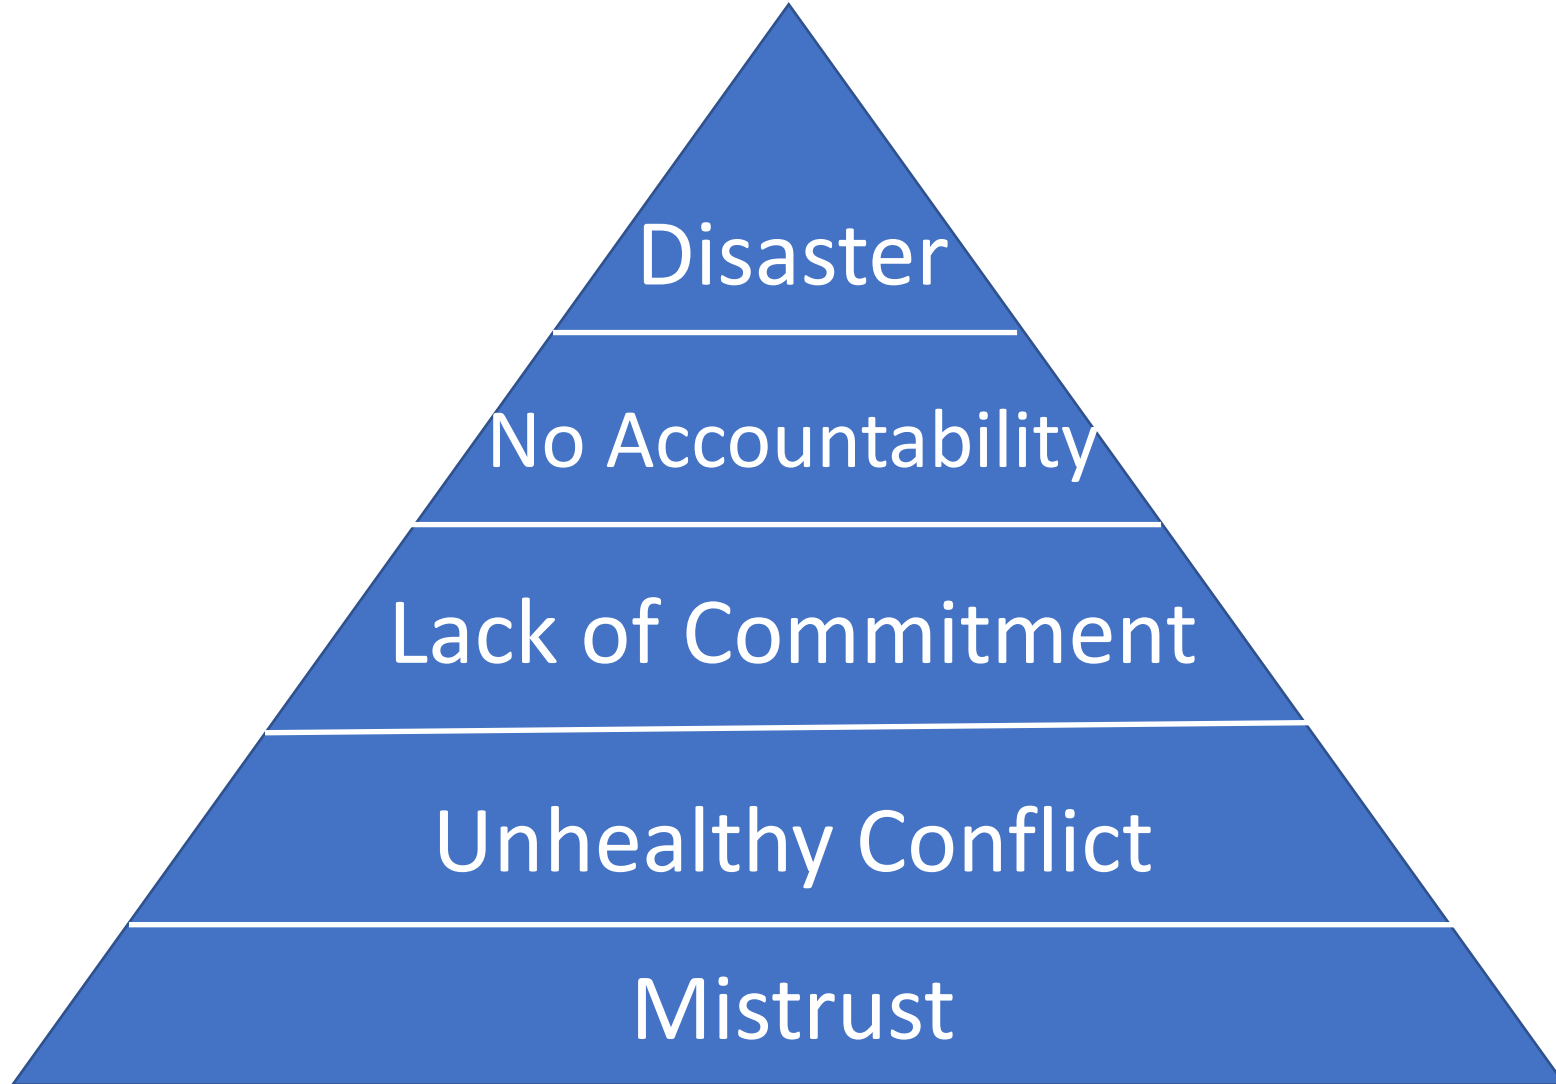 Disaster
No Accountability
Lack of Commitment
Unhealthy Conflict
Mistrust